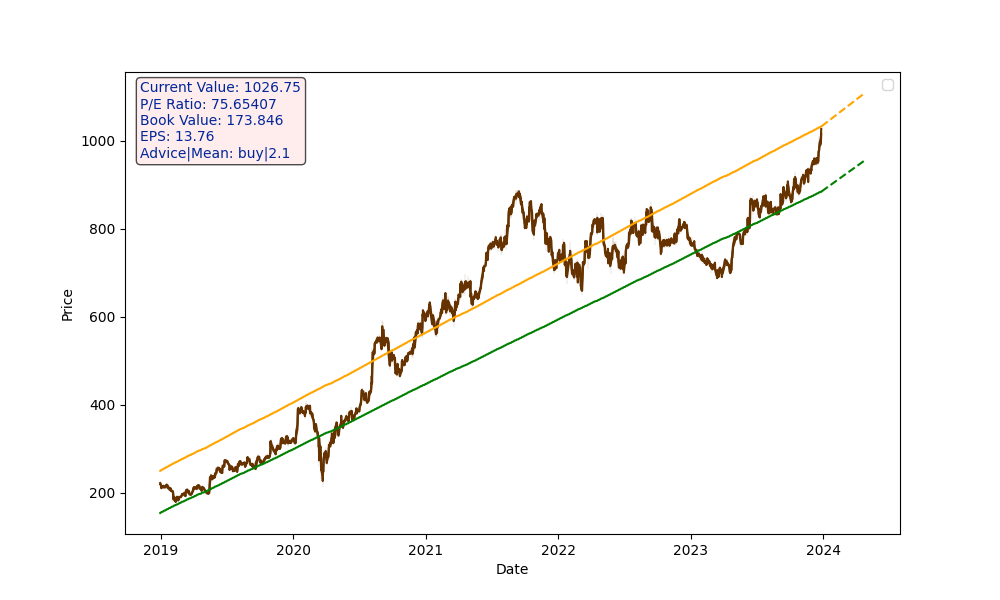 Current Value: 1026.75
P/E Ratio: 75.65407
Book Value: 173.846
EPS: 13.76
Advice|Mean: buy|2.1
1000
800
600
400
200
Price
2019 2020 2021 2022 2023 2024
Date